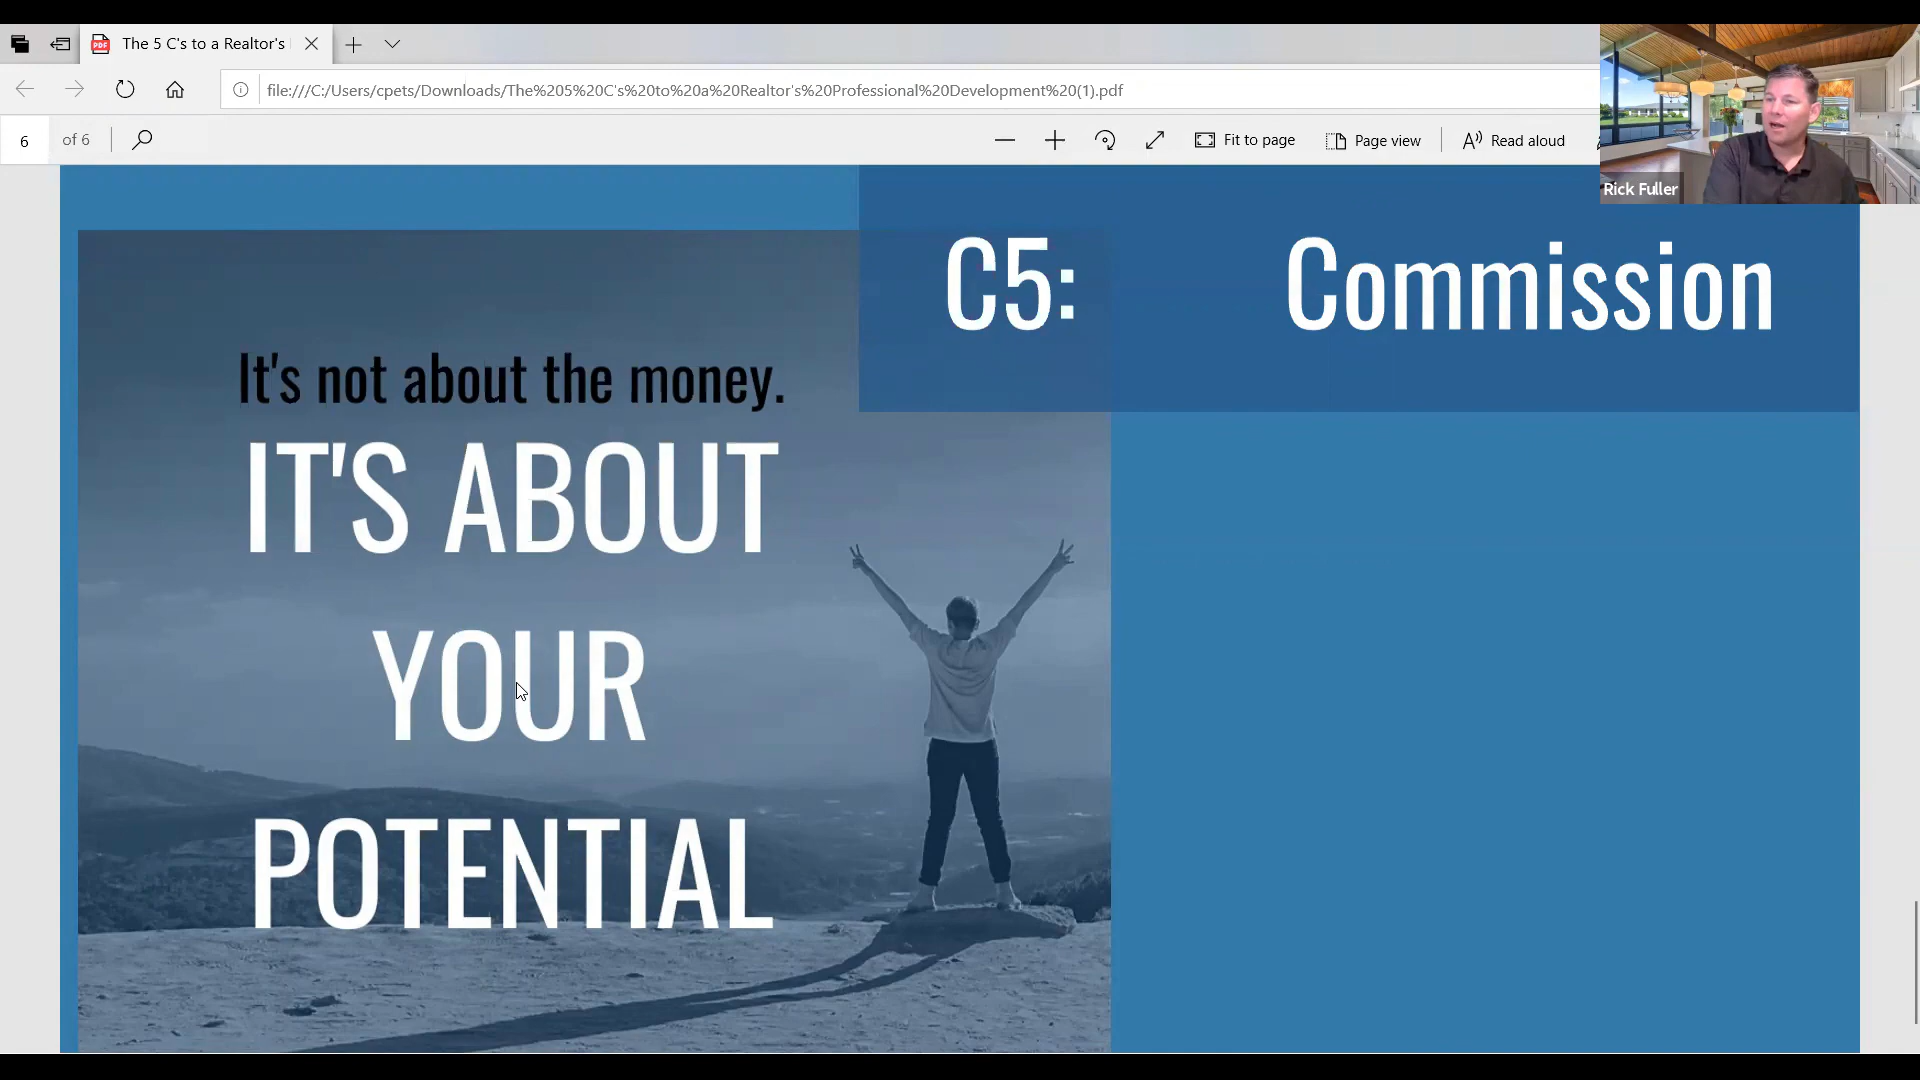 The 5 C's to a Realtor's
file:///C:/Users/cpets/Downloads/The%205%20C's%20to%20a%20Realtor's%20Professional%20Development%20(1).pdf
6 of 6
Fit to page
Page view
Read aloud
Rick Fuller
C5: Commission
It's not about the money.
IT'S ABOUT
YOUR
POTENTIAL